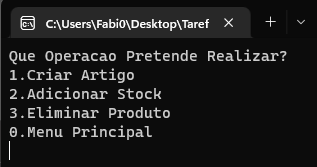 C:\Users\Fabi0\Desktop\Taref
Que Operacao Pretende Realizar?
1.Criar Artigo
2.Adicionar Stock
3.Eliminar Produto
0.Menu Principal